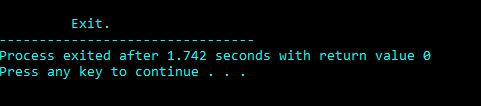 Exit.
--------------------------------
Process exited after 1.742 seconds with return value 0
Press any key to continue . . .